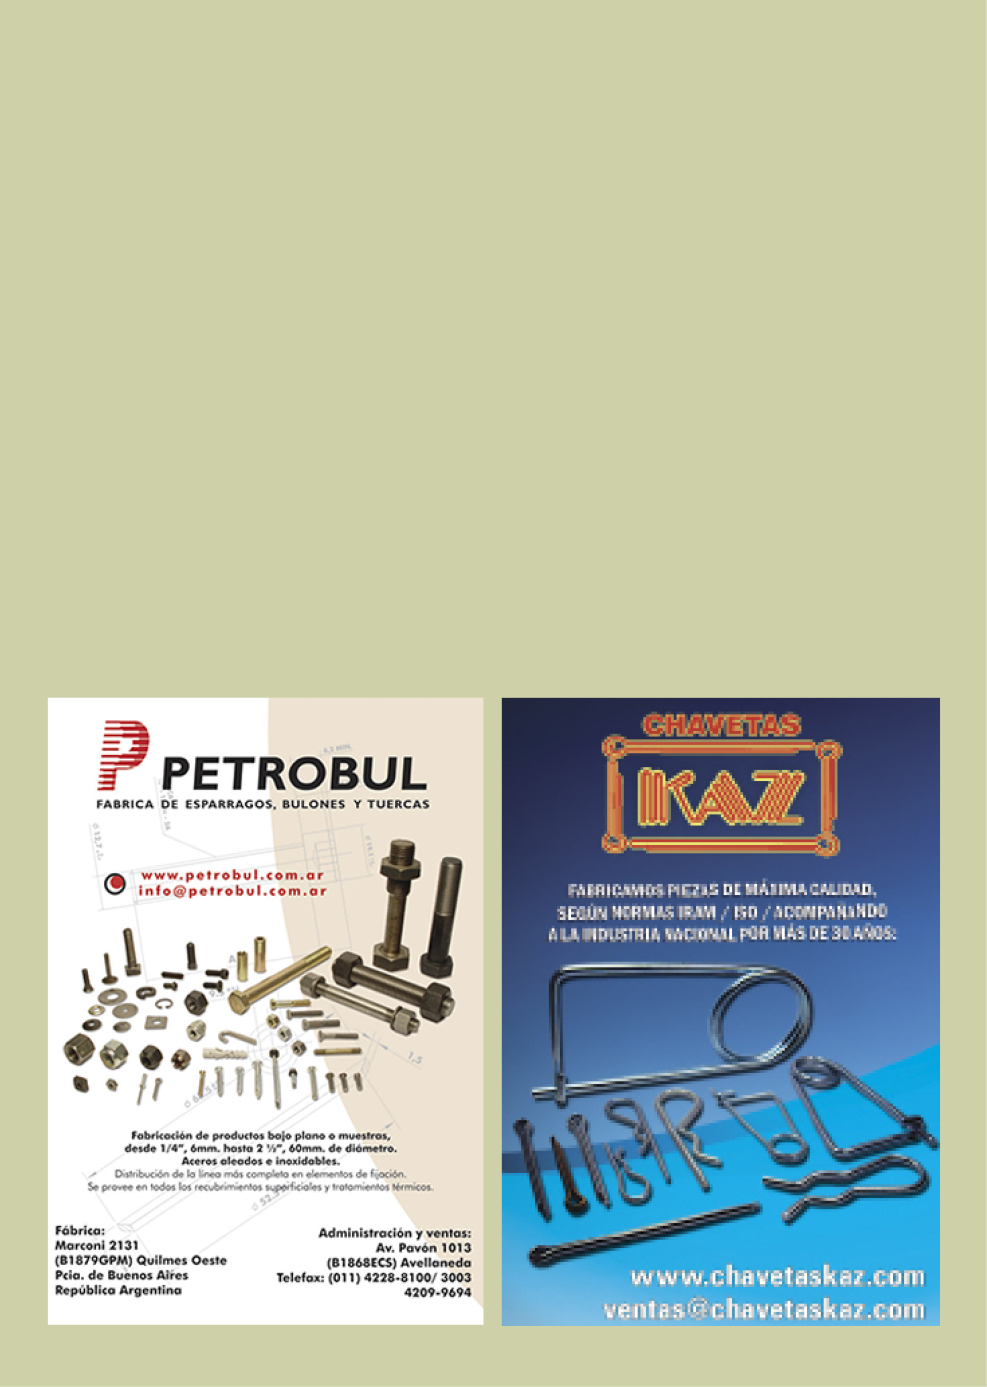 PETROBUL
FABRICA DE ESPARRAGOS, BULONES Y TUERCAS
www.petrobul.com.ar
info@petrobul.com.ar
Fabricación de productos bajo plano o muestras,
desde 1/4”, 6mm. hasta 2 ½”, 60mm. de diámetro.
Aceros aleados e inoxidables.
Distribución de la línea más completa en elementos de fijación.
Se provee en todos los recubrimientos superficiales y tratamientos térmicos.
Fábrica:
Marconi 2131
(B1879GPM) Quilmes Oeste
Pcia. de Buenos Aires
República Argentina
Administración y ventas:
Av. Pavón 1013
(B1868ECS) Avellaneda
Telefax: (011) 4228-8100/ 3003
4209-9694
CHAVETAS
KAZ
FABRICAMOS PIEZAS DE MÁXIMA CALIDAD,
SEGÚN NORMAS IRAM / ISO / ACOMPAÑANDO
A LA INDUSTRIA NACIONAL POR MÁS DE 30 AÑOS:
www.chavetaskaz.com
ventas@chavetaskaz.com